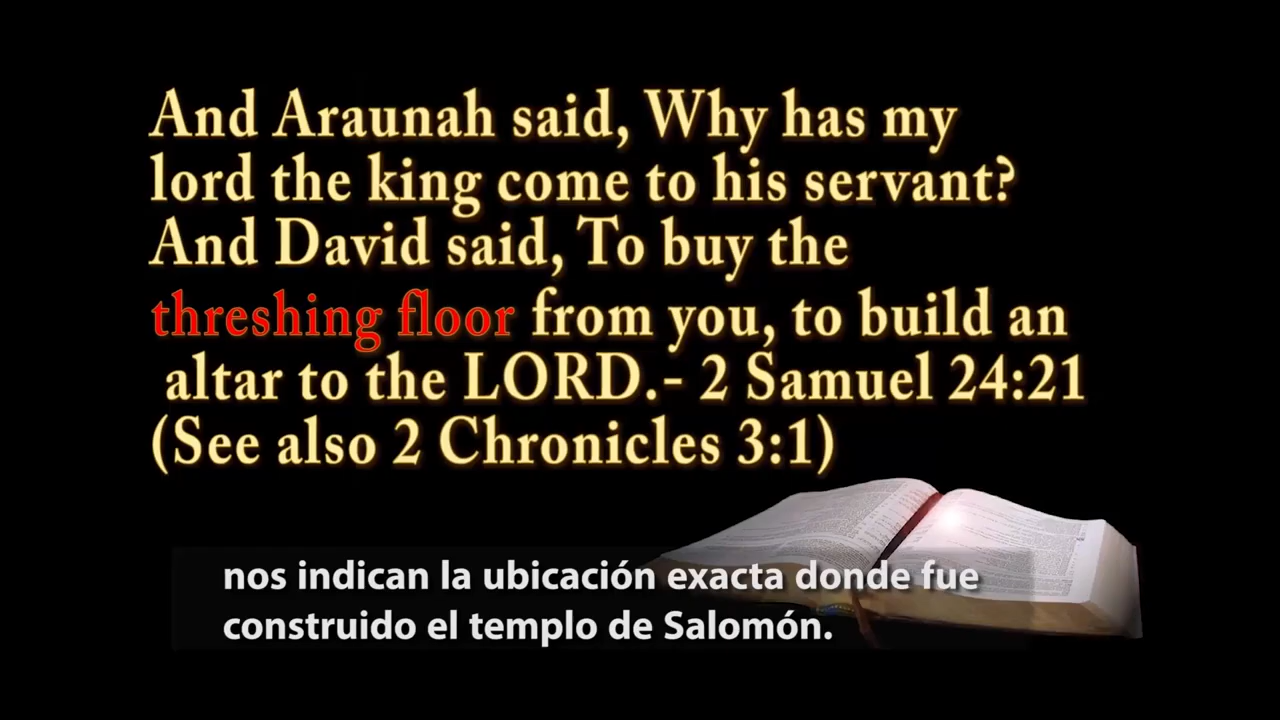 And Araunah said, Why has my
lord the king come to his servant?
And David said, To buy the
threshing floor from you, to build an
altar to the LORD.- 2 Samuel 24:21
(See also 2 Chronicles 3:1)
nos indican la ubicación exacta donde fue
construido el templo de Salomón.